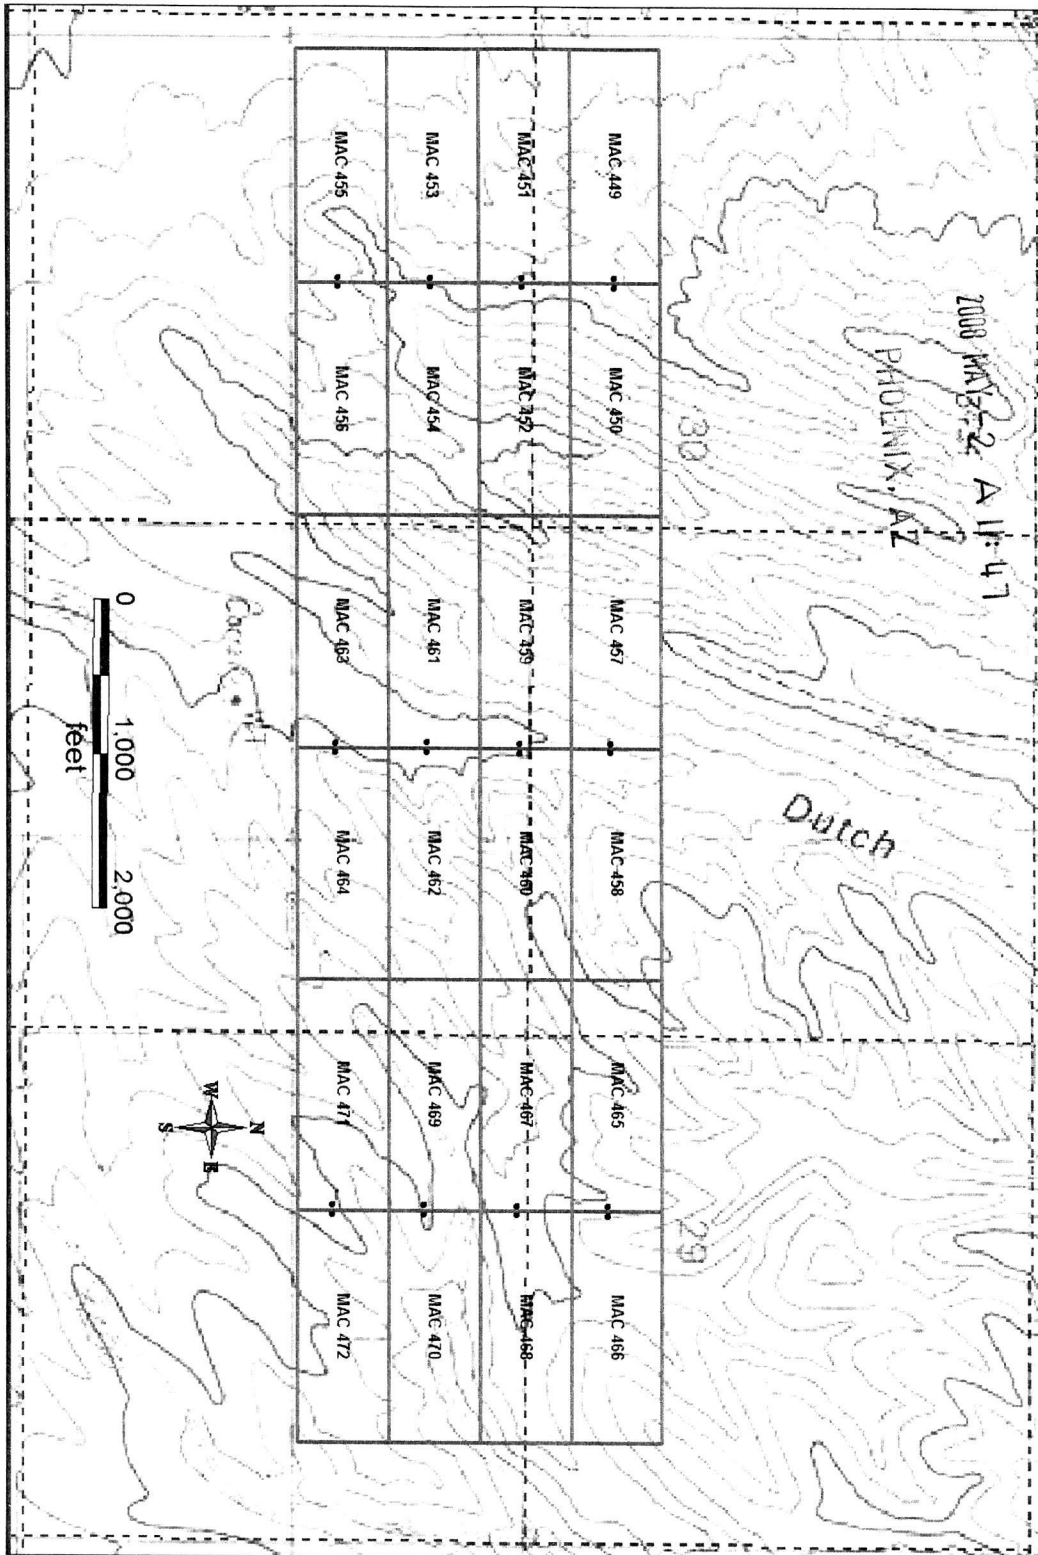 2008 MAY -2 A 11:47
PHOENIX, AZ
30
29
Dutch
MAC 449
MAC 450
MAC 457
MAC 458
MAC 465
MAC 466
MAC 451
MAC 452
MAC 459
MAC 460
MAC 467
MAC 468
MAC 453
MAC 454
MAC 461
MAC 462
MAC 469
MAC 470
MAC 455
MAC 456
MAC 463
MAC 464
MAC 471
MAC 472
N
W
E
S
0
1,000
2,000
feet